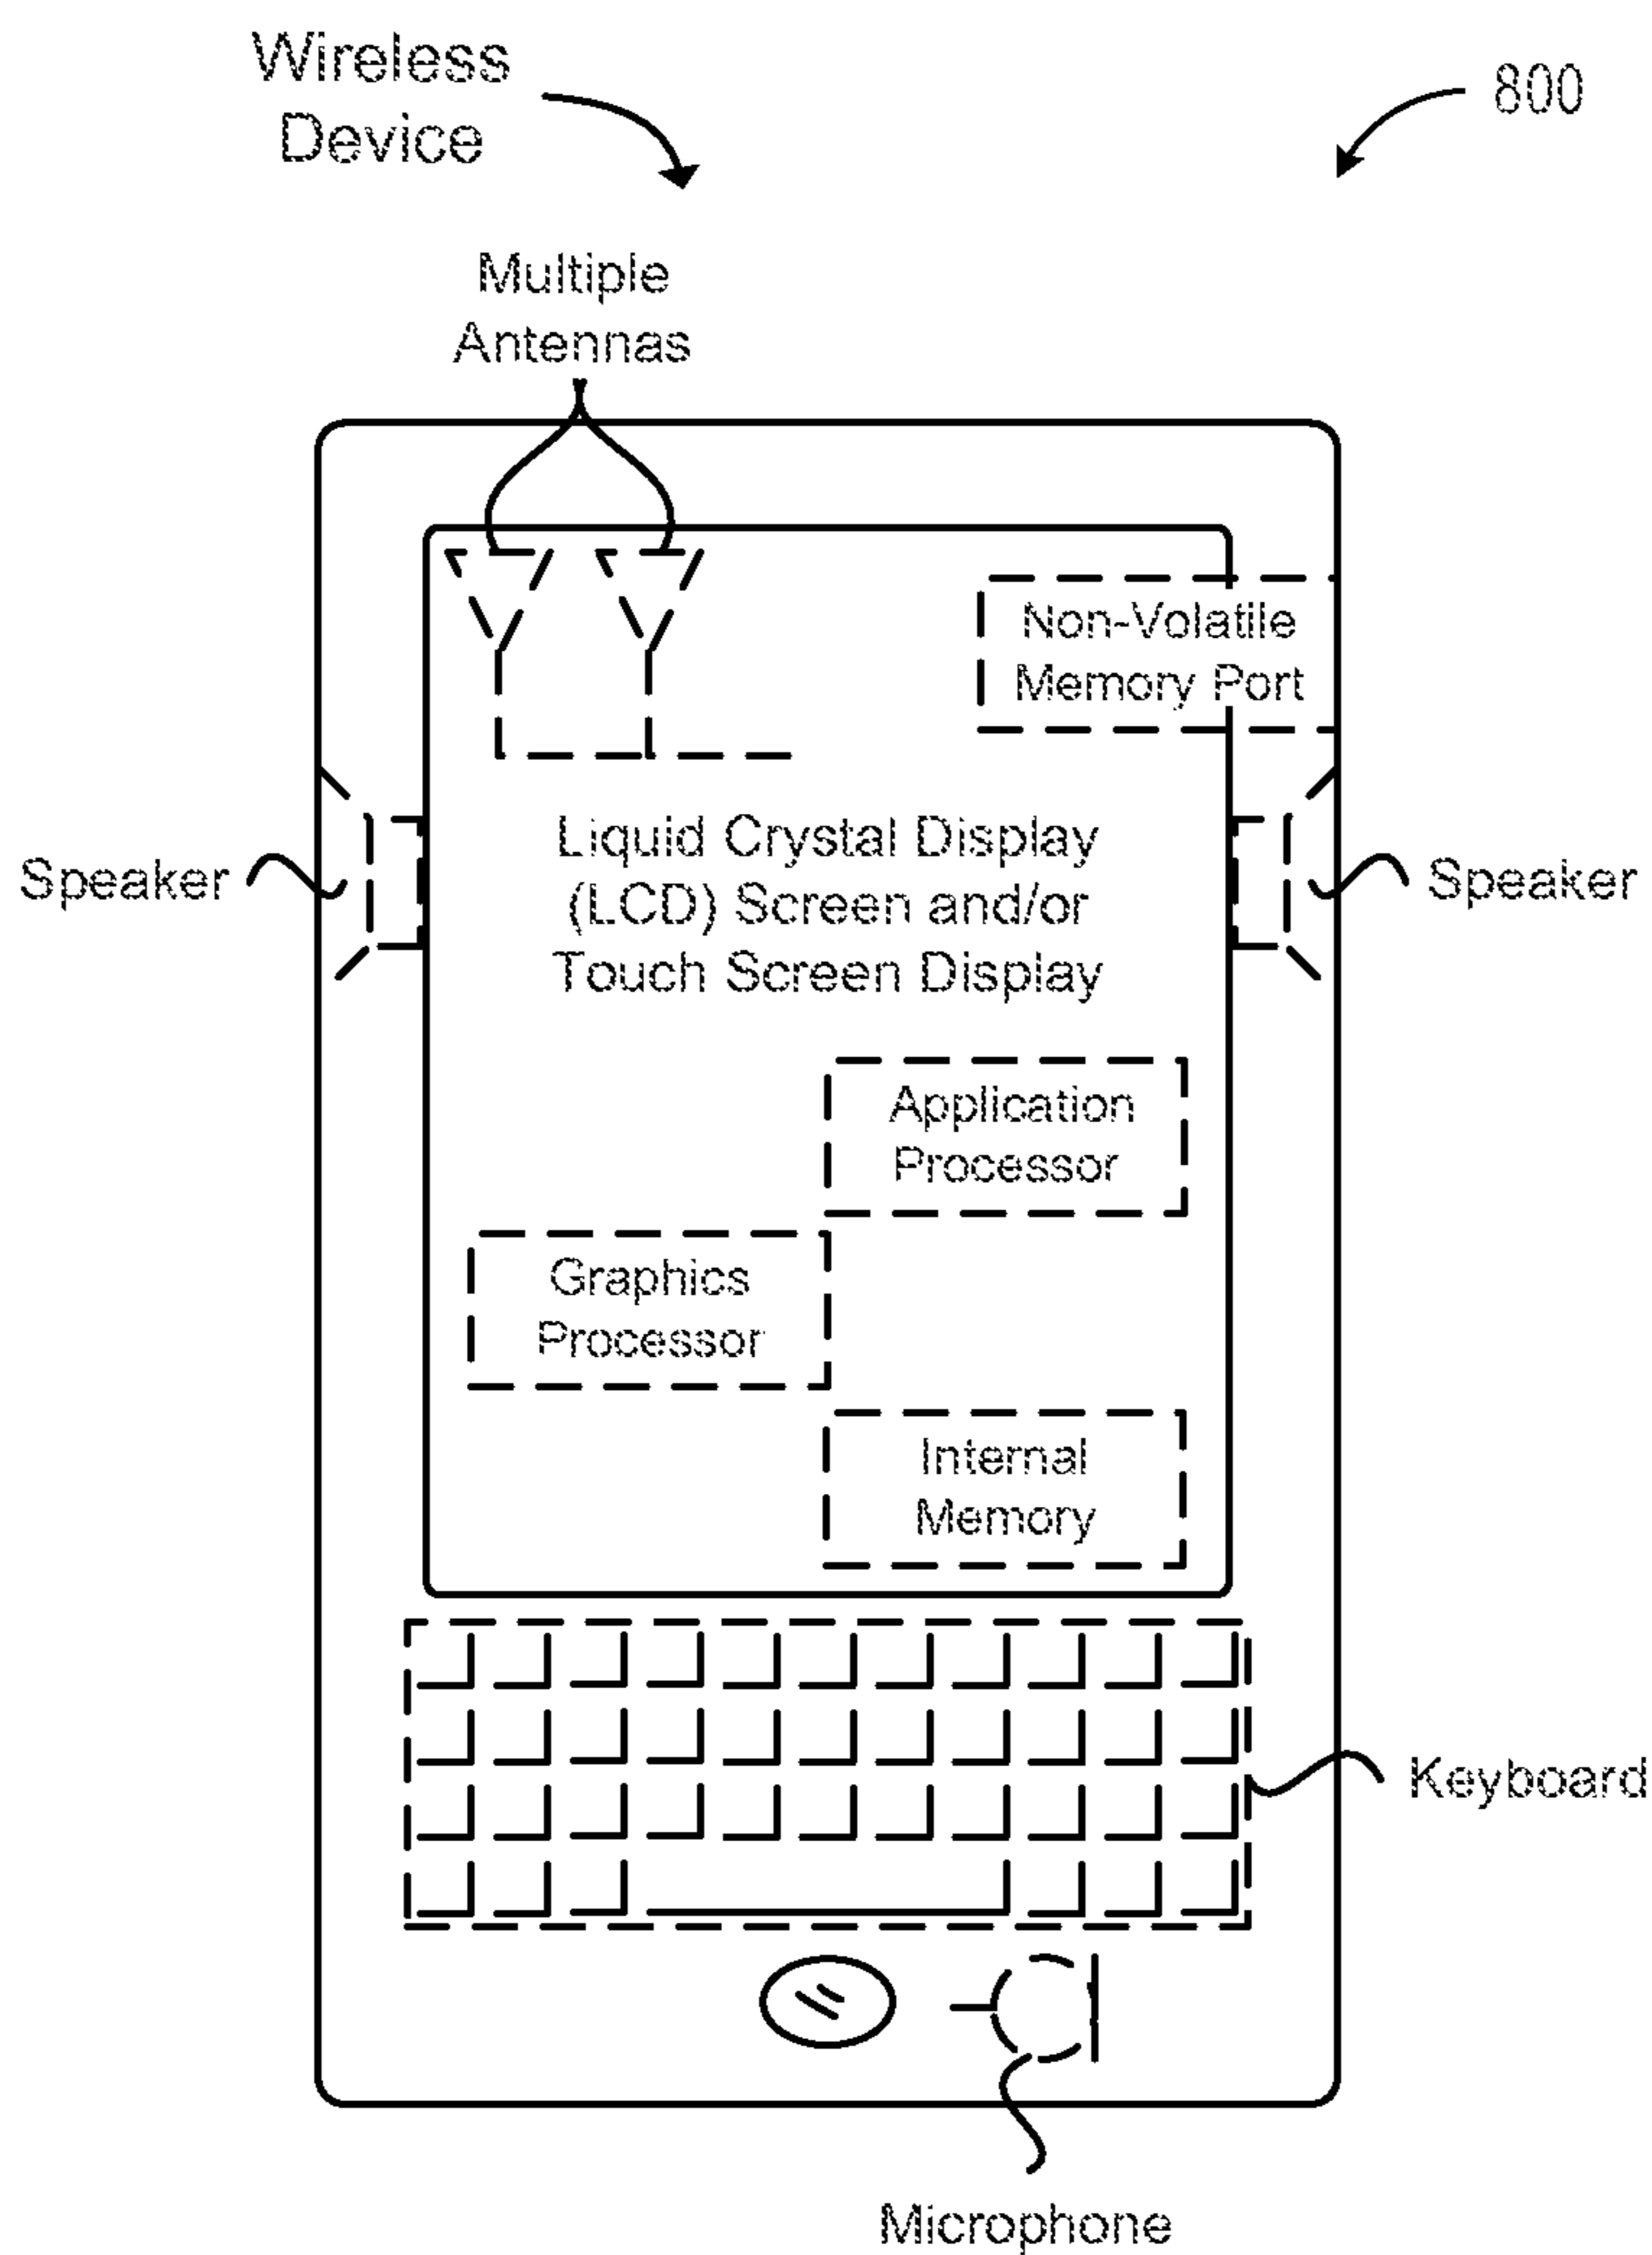 Wireless
Device
800
Multiple
Antennas
Non-Volatile
Memory Port
Speaker
Liquid Crystal Display
(LCD) Screen and/or
Touch Screen Display
Speaker
Application
Processor
Graphics
Processor
Internal
Memory
Keyboard
Microphone